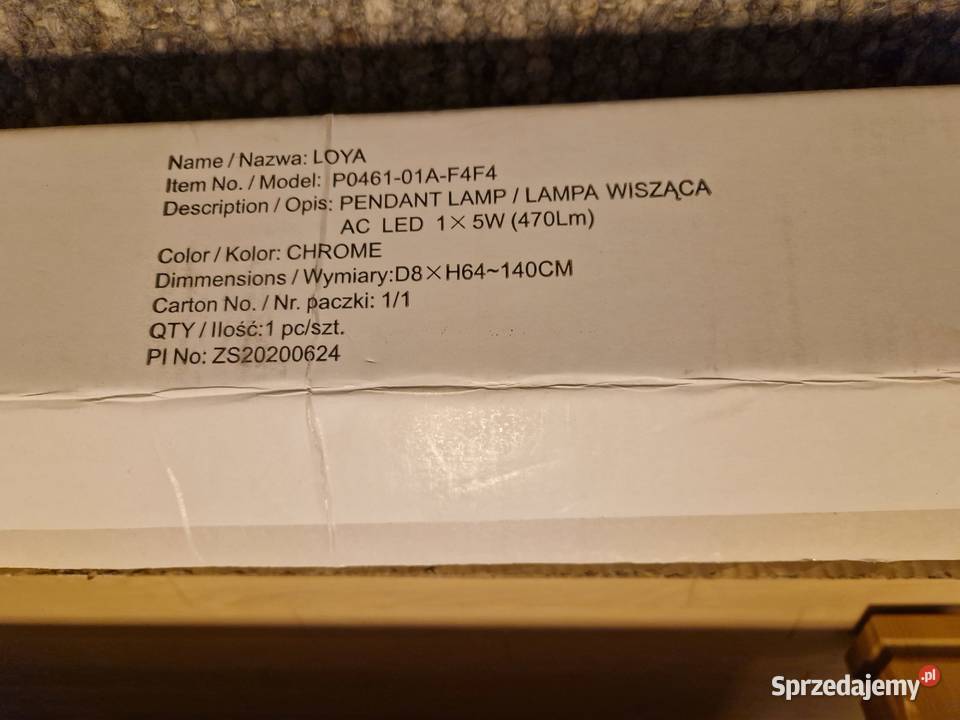 Name / Nazwa: LOYA
Item No. / Model: P0461-01A-F4F4
Description / Opis: PENDANT LAMP / LAMPA WISZĄCA
AC LED 1× 5W (470Lm)
Color / Kolor: CHROME
Dimmensions / Wymiary:D8×H64~140CM
Carton No. / Nr. paczki: 1/1
QTY / Ilość:1 pc/szt.
PI No: ZS20200624
Sprzedajemy.pl